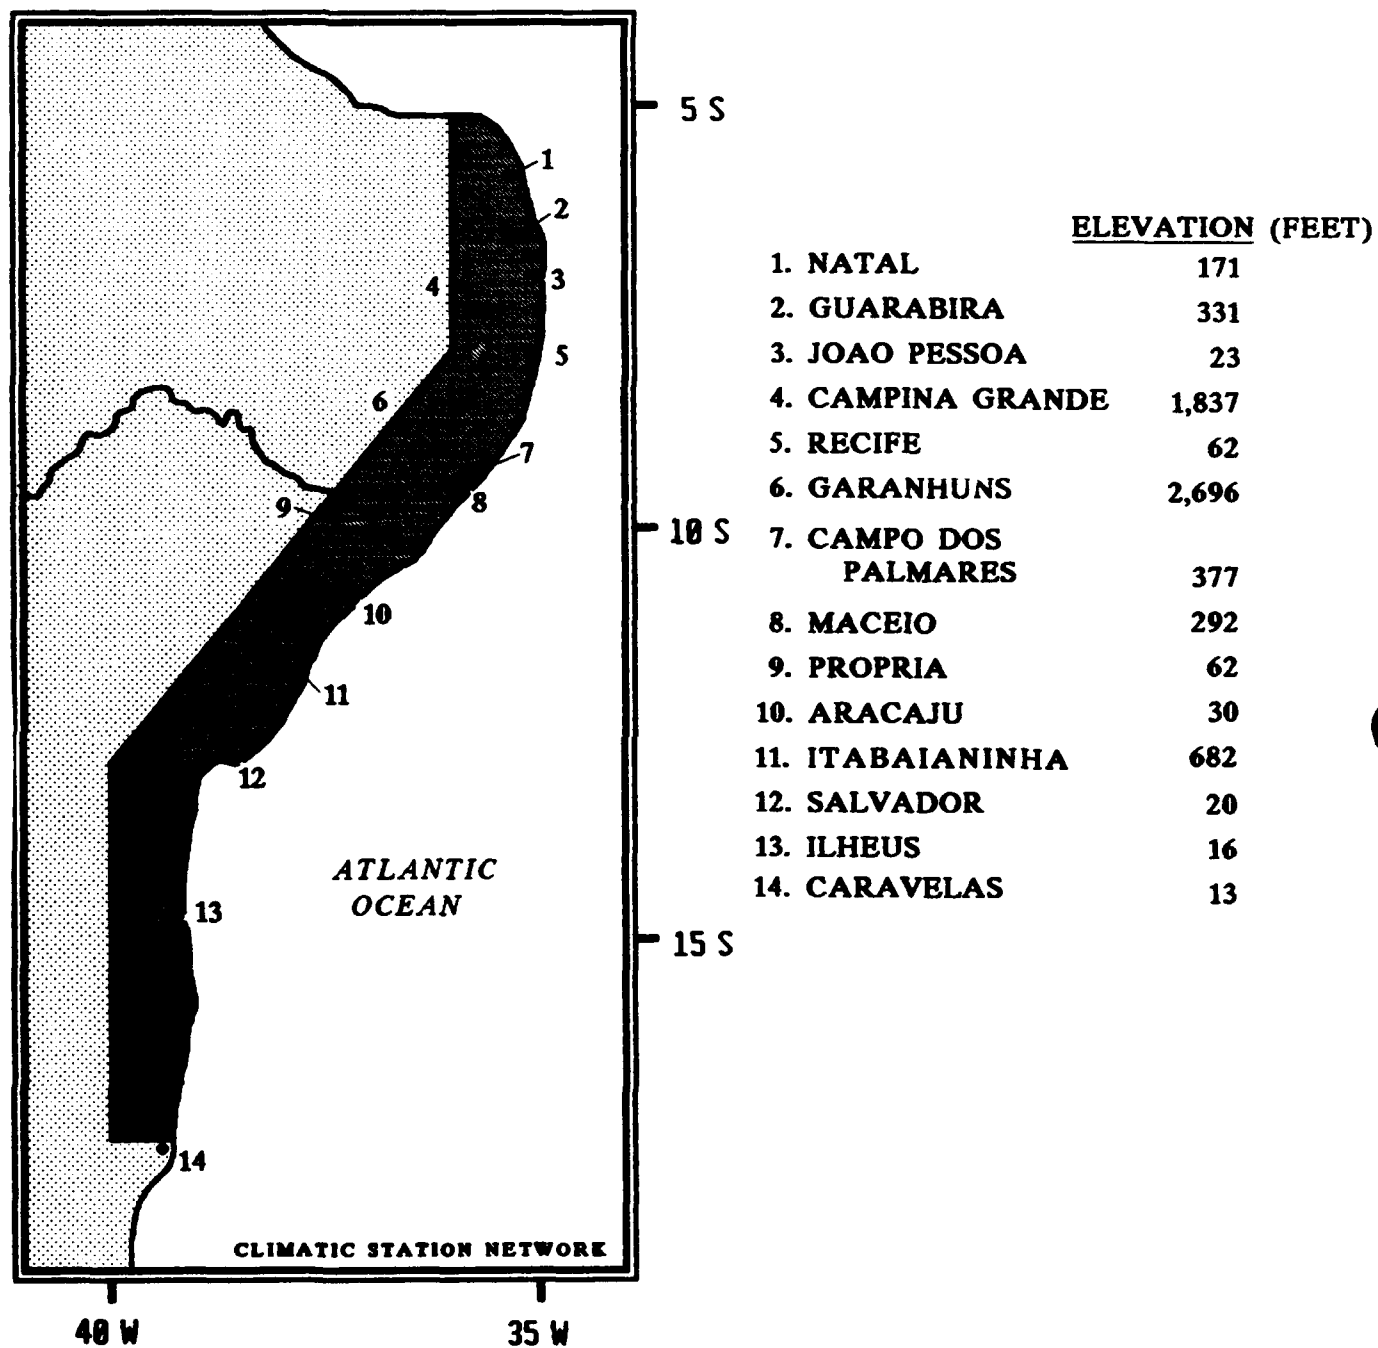 5 S
1
2
4
3
5
6
7
8
9
10 S
10
11
12
ATLANTIC
OCEAN
13
15 S
14
CLIMATIC STATION NETWORK
40 W
35 W
ELEVATION (FEET)
1. NATAL 171
2. GUARABIRA 331
3. JOAO PESSOA 23
4. CAMPINA GRANDE 1,837
5. RECIFE 62
6. GARANHUNS 2,696
7. CAMPO DOS
PALMARES 377
8. MACEIO 292
9. PROPRIA 62
10. ARACAJU 30
11. ITABAIANINHA 682
12. SALVADOR 20
13. ILHEUS 16
14. CARAVELAS 13